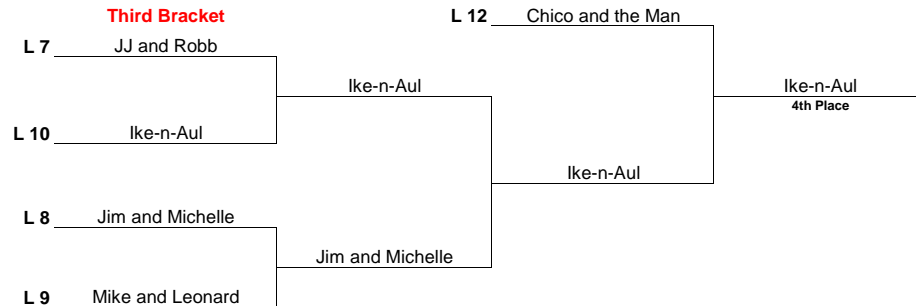 Third Bracket
L 12 Chico and the Man
L 7 JJ and Robb
Ike-n-Aul Ike-n-Aul
4th Place
L 10 Ike-n-Aul
Ike-n-Aul
L 8 Jim and Michelle
Jim and Michelle
L 9 Mike and Leonard